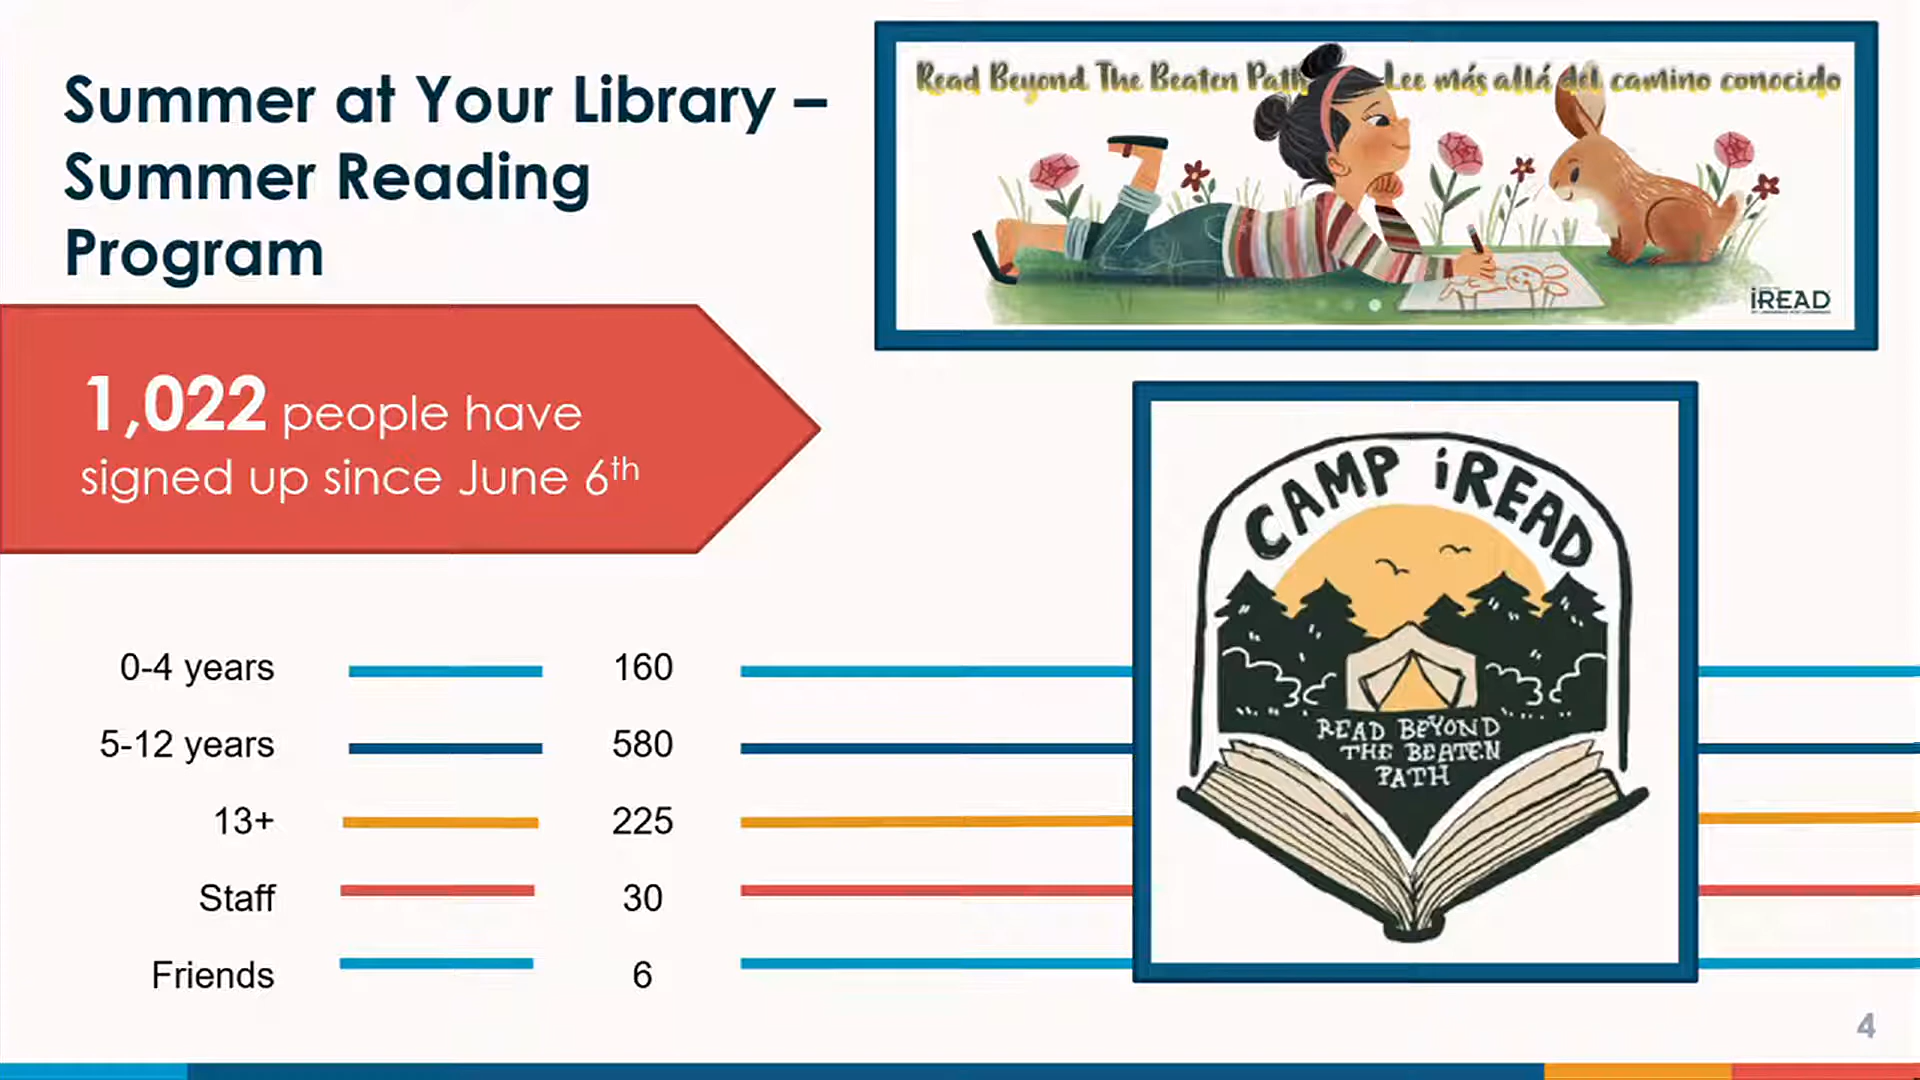 Summer at Your Library –
Summer Reading
Program
Read Beyond The Beaten Path
Lee más allá del camino conocido
iREAD
1,022 people have
signed up since June 6th
CAMP iREAD
READ BEYOND
THE BEATEN
PATH
0-4 years 160
5-12 years 580
13+ 225
Staff 30
Friends 6
4